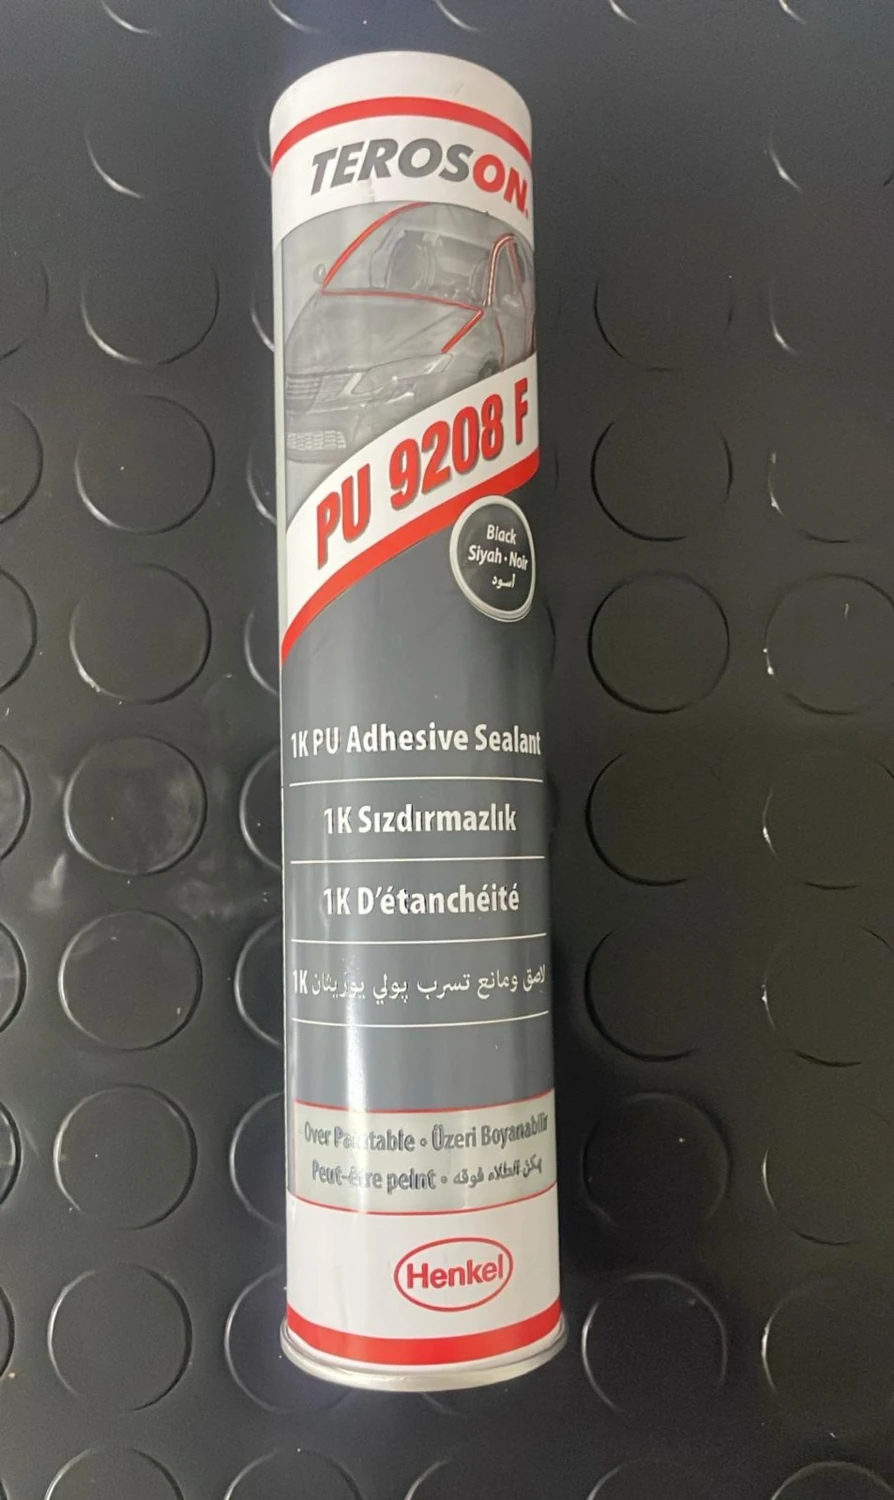 TEROSON
PU 9208 F
Black
Siyah • Noir
أسود
1K PU Adhesive Sealant
1K Sızdırmazlık
1K D'étanchéité
1K لاصق ومانع تسرب پولي يوريثان
Over Paintable • Üzeri Boyanabilir
Peut-être peint • يمكن الطلاء فوقه
Henkel